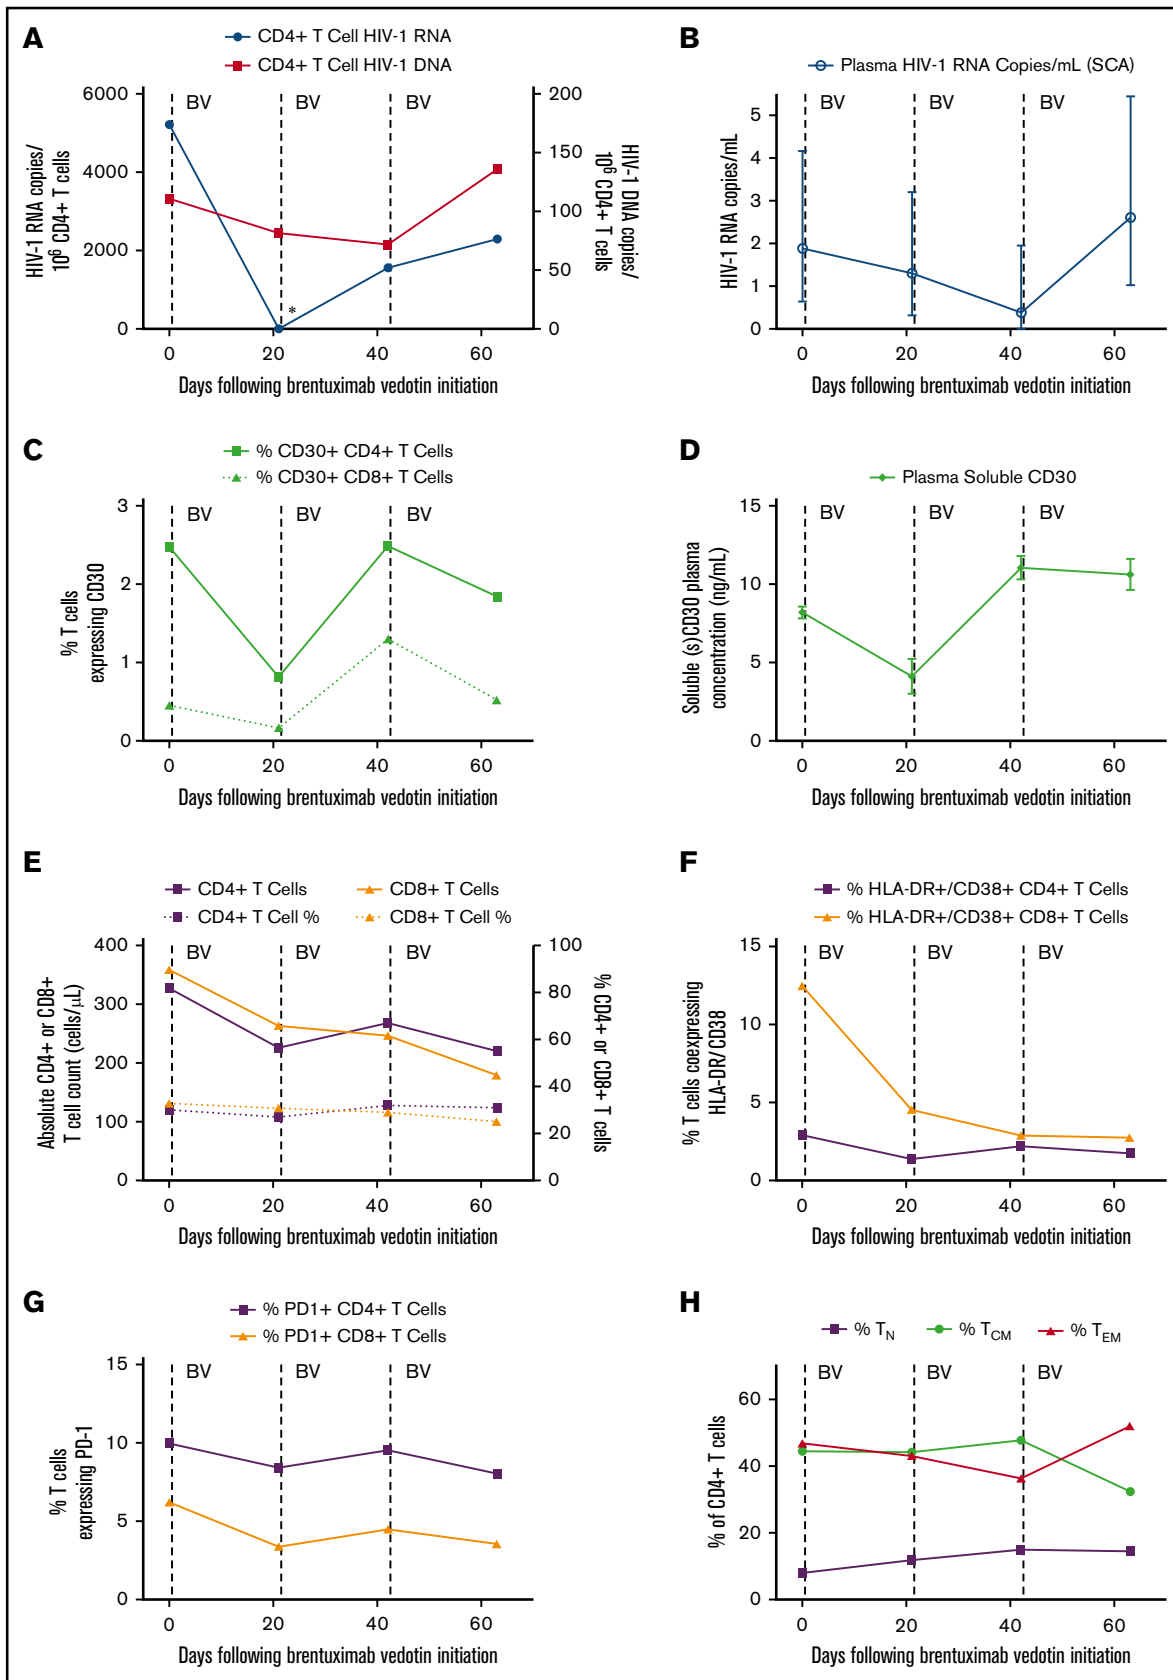 A
CD4+ T Cell HIV-1 RNA
CD4+ T Cell HIV-1 DNA
HIV-1 RNA copies/
10⁶ CD4+ T cells
6000
4000
2000
0
BV
BV
BV
*
200
150
100
50
0
HIV-1 DNA copies/
10⁶ CD4+ T cells
0
20
40
60
Days following brentuximab vedotin initiation
B
Plasma HIV-1 RNA Copies/mL (SCA)
HIV-1 RNA copies/mL
5
4
3
2
1
0
BV
BV
BV
0
20
40
60
Days following brentuximab vedotin initiation
C
% CD30+ CD4+ T Cells
% CD30+ CD8+ T Cells
% T cells
expressing CD30
3
2
1
0
BV
BV
BV
0
20
40
60
Days following brentuximab vedotin initiation
D
Plasma Soluble CD30
Soluble (s)CD30 plasma
concentration (ng/mL)
15
10
5
0
BV
BV
BV
0
20
40
60
Days following brentuximab vedotin initiation
E
CD4+ T Cells
CD8+ T Cells
CD4+ T Cell %
CD8+ T Cell %
Absolute CD4+ or CD8+
T cell count (cells/μL)
400
300
200
100
0
BV
BV
BV
100
80
60
40
20
0
% CD4+ or CD8+ T cells
0
20
40
60
Days following brentuximab vedotin initiation
F
% HLA-DR+/CD38+ CD4+ T Cells
% HLA-DR+/CD38+ CD8+ T Cells
% T cells coexpressing
HLA-DR/CD38
15
10
5
0
BV
BV
BV
0
20
40
60
Days following brentuximab vedotin initiation
G
% PD1+ CD4+ T Cells
% PD1+ CD8+ T Cells
% T cells
expressing PD-1
15
10
5
0
BV
BV
BV
0
20
40
60
Days following brentuximab vedotin initiation
H
% T_N
% T_CM
% T_EM
% of CD4+ T cells
60
40
20
0
BV
BV
BV
0
20
40
60
Days following brentuximab vedotin initiation